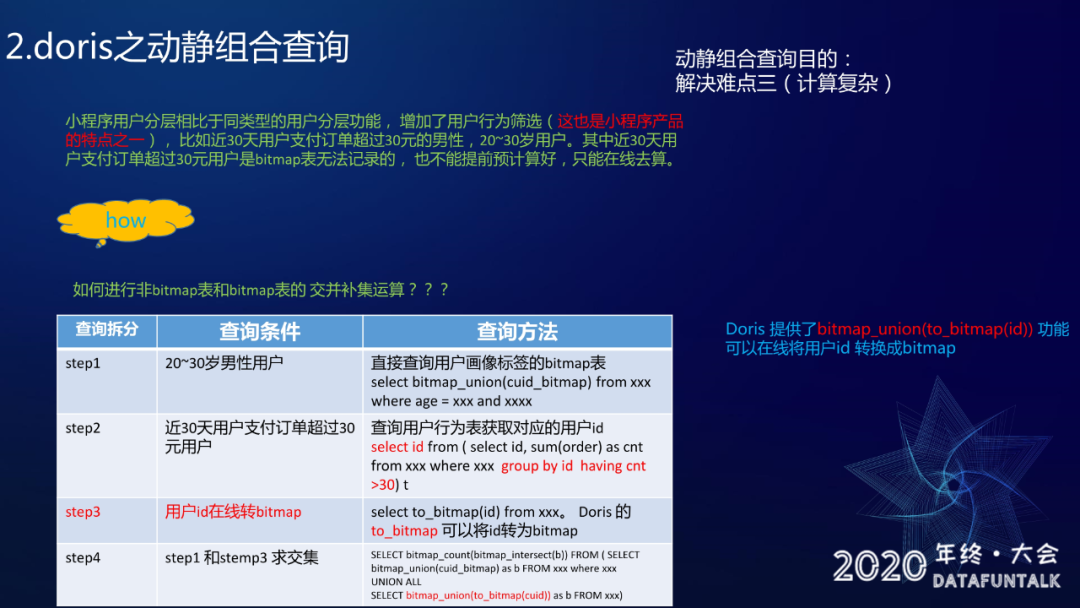 2.doris之动静组合查询
动静组合查询目的：
解决难点三（计算复杂）
小程序用户分层相比于同类型的用户分层功能，增加了用户行为筛选（这也是小程序产品
的特点之一），比如近30天用户支付订单超过30元的男性，20~30岁用户。其中近30天用
户支付订单超过30元用户是bitmap表无法记录的，也不能提前预计算好，只能在线去算。
how
如何进行非bitmap表和bitmap表的 交并补集运算？？？
查询拆分 查询条件 查询方法
step1 20~30岁男性用户 直接查询用户画像标签的bitmap表
select bitmap_union(cuid_bitmap) from xxx
where age = xxx and xxxx
step2 近30天用户支付订单超过30 查询用户行为表获取对应的用户id
元用户 select id from ( select id, sum(order) as cnt
from xxx where xxx group by id having cnt
>30) t
step3 用户id在线转bitmap select to_bitmap(id) from xxx。 Doris 的
to_bitmap 可以将id转为bitmap
step4 step1 和stemp3 求交集 SELECT bitmap_count(bitmap_intersect(b)) FROM ( SELECT
bitmap_union(cuid_bitmap) as b FROM xxx where xxx
UNION ALL
SELECT bitmap_union(to_bitmap(cuid)) as b FROM xxx)
Doris 提供了bitmap_union(to_bitmap(id)) 功能
可以在线将用户id 转换成bitmap
2020 年终·大会
DATAFUNTALK